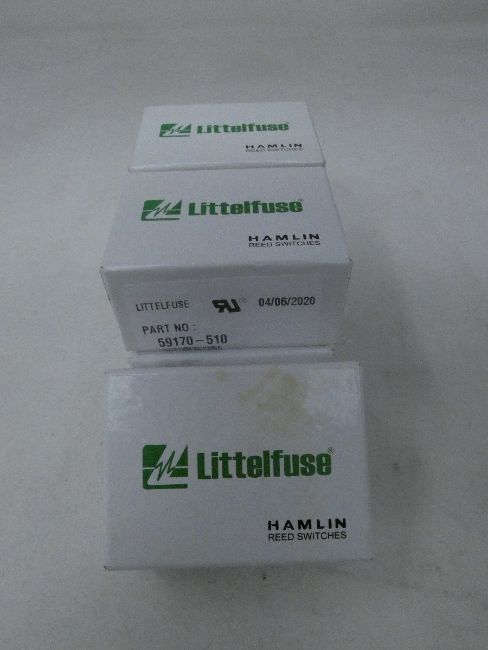 Littelfuse®
HAMLIN
REED SWITCHES
Littelfuse®
HAMLIN
REED SWITCHES
LITTELFUSE
04/06/2020
PART NO :
59170-510
Littelfuse®
HAMLIN
REED SWITCHES